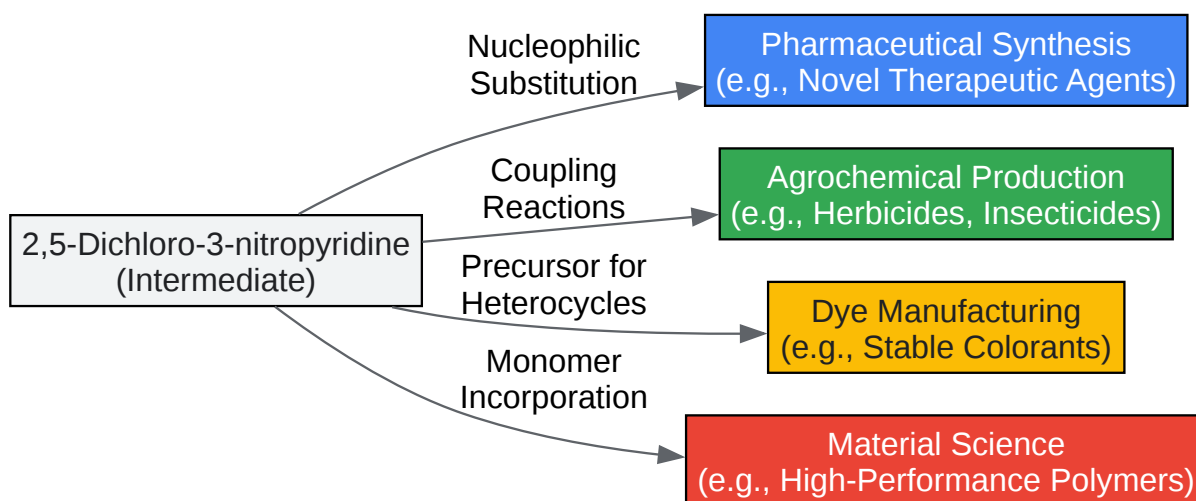 Nucleophilic
Substitution
Pharmaceutical Synthesis
(e.g., Novel Therapeutic Agents)
Coupling
Reactions
Agrochemical Production
(e.g., Herbicides, Insecticides)
2,5-Dichloro-3-nitropyridine
(Intermediate)
Precursor for
Heterocycles
Dye Manufacturing
(e.g., Stable Colorants)
Monomer
Incorporation
Material Science
(e.g., High-Performance Polymers)